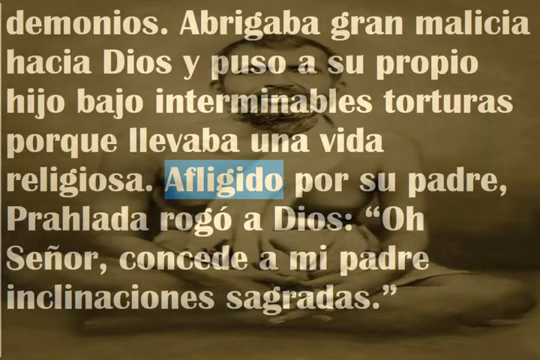 demonios. Abrigaba gran malicia
hacia Dios y puso a su propio
hijo bajo interminables torturas
porque llevaba una vida
religiosa. Afligido por su padre,
Prahlada rogó a Dios: “Oh
Señor, concede a mi padre
inclinaciones sagradas.”